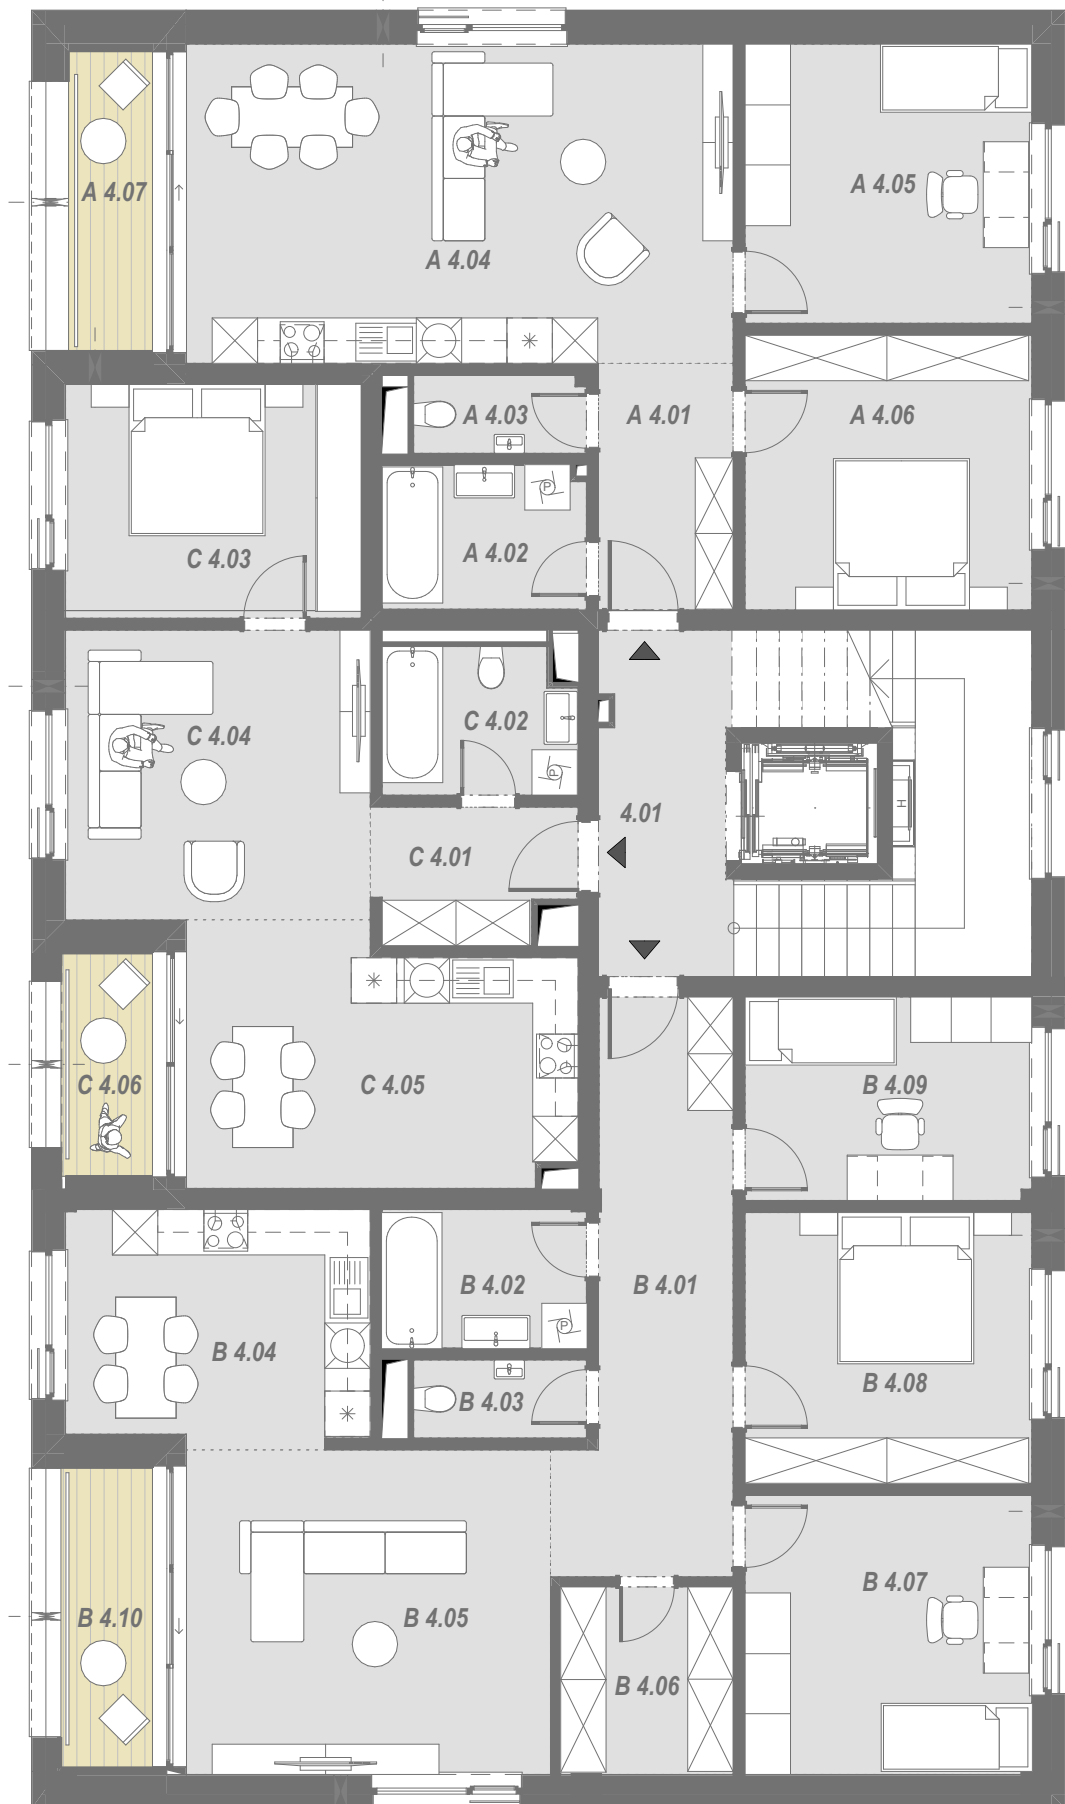 A 4.07
A 4.05
A 4.04
A 4.03
A 4.01
A 4.06
P
A 4.02
C 4.03
C 4.02
C 4.04
P
4.01
H
C 4.01
C 4.05
C 4.06
B 4.09
B 4.02
B 4.01
P
B 4.04
B 4.08
B 4.03
B 4.07
B 4.10
B 4.05
B 4.06